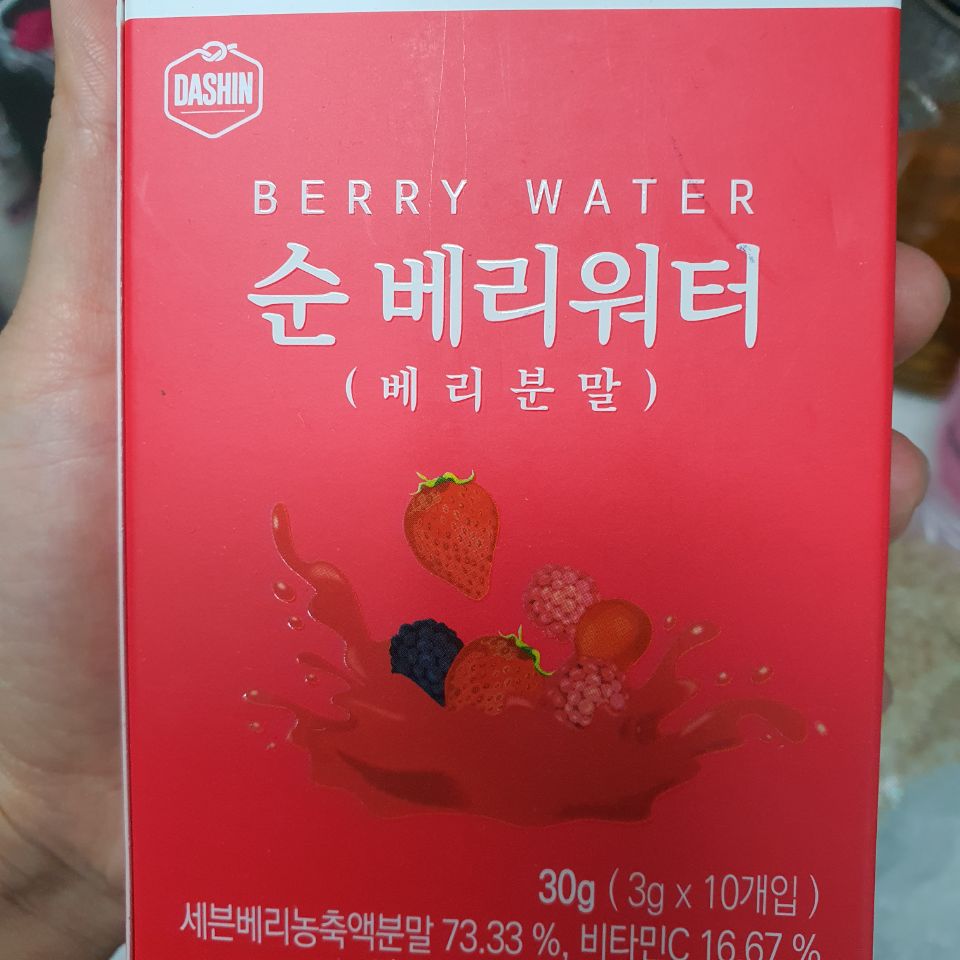 DASHIN
BERRY WATER
순 베리워터
(베리분말)
30g ( 3g x 10개입 )
세븐베리농축액분말 73.33 %, 비타민C 16.67 %